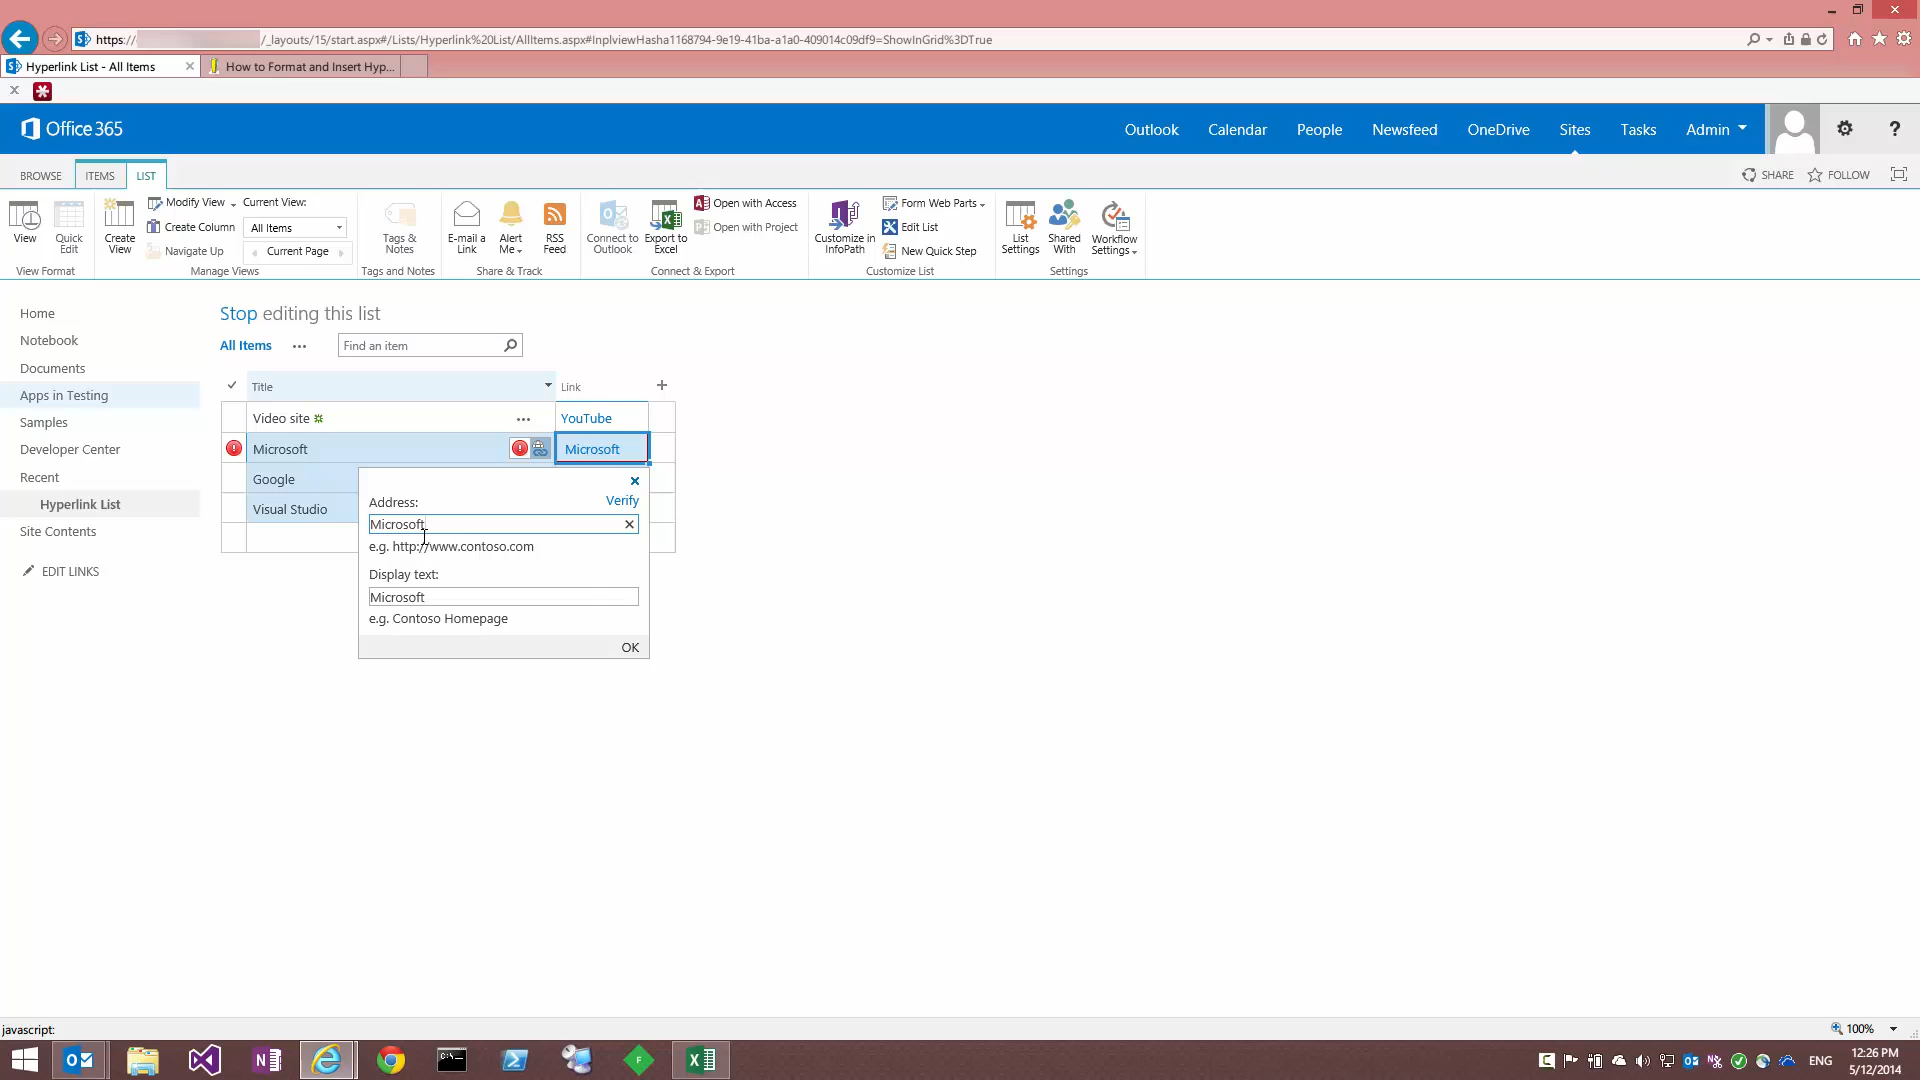 https:// /_layouts/15/start.aspx#/Lists/Hyperlink%20List/AllItems.aspx#InplviewHasha1168794-9e19-41ba-a1a0-409014c09df9=ShowInGrid%3DTrue
Hyperlink List - All Items
How to Format and Insert Hyp...
Office 365
Outlook Calendar People Newsfeed OneDrive Sites Tasks Admin ?
BROWSE ITEMS LIST
SHARE FOLLOW
View
Quick Edit
View Format
Create View
Modify View
Create Column
Navigate Up
Current View:
All Items
Current Page
Manage Views
Tags & Notes
Tags and Notes
E-mail a Link
Alert Me
RSS Feed
Share & Track
Connect to Outlook
Export to Excel
Open with Access
Open with Project
Connect & Export
Customize in InfoPath
Form Web Parts
Edit List
New Quick Step
Customize List
List Settings
Shared With
Workflow Settings
Settings
Home
Notebook
Documents
Apps in Testing
Samples
Developer Center
Recent
Hyperlink List
Site Contents
EDIT LINKS
Stop editing this list
All Items ... Find an item
Title Link +
Video site ... YouTube
Microsoft Microsoft
Google
Visual Studio
Address: Verify
Microsoft
e.g. http://www.contoso.com
Display text:
Microsoft
e.g. Contoso Homepage
OK
javascript:
100%
ENG
12:26 PM
5/12/2014